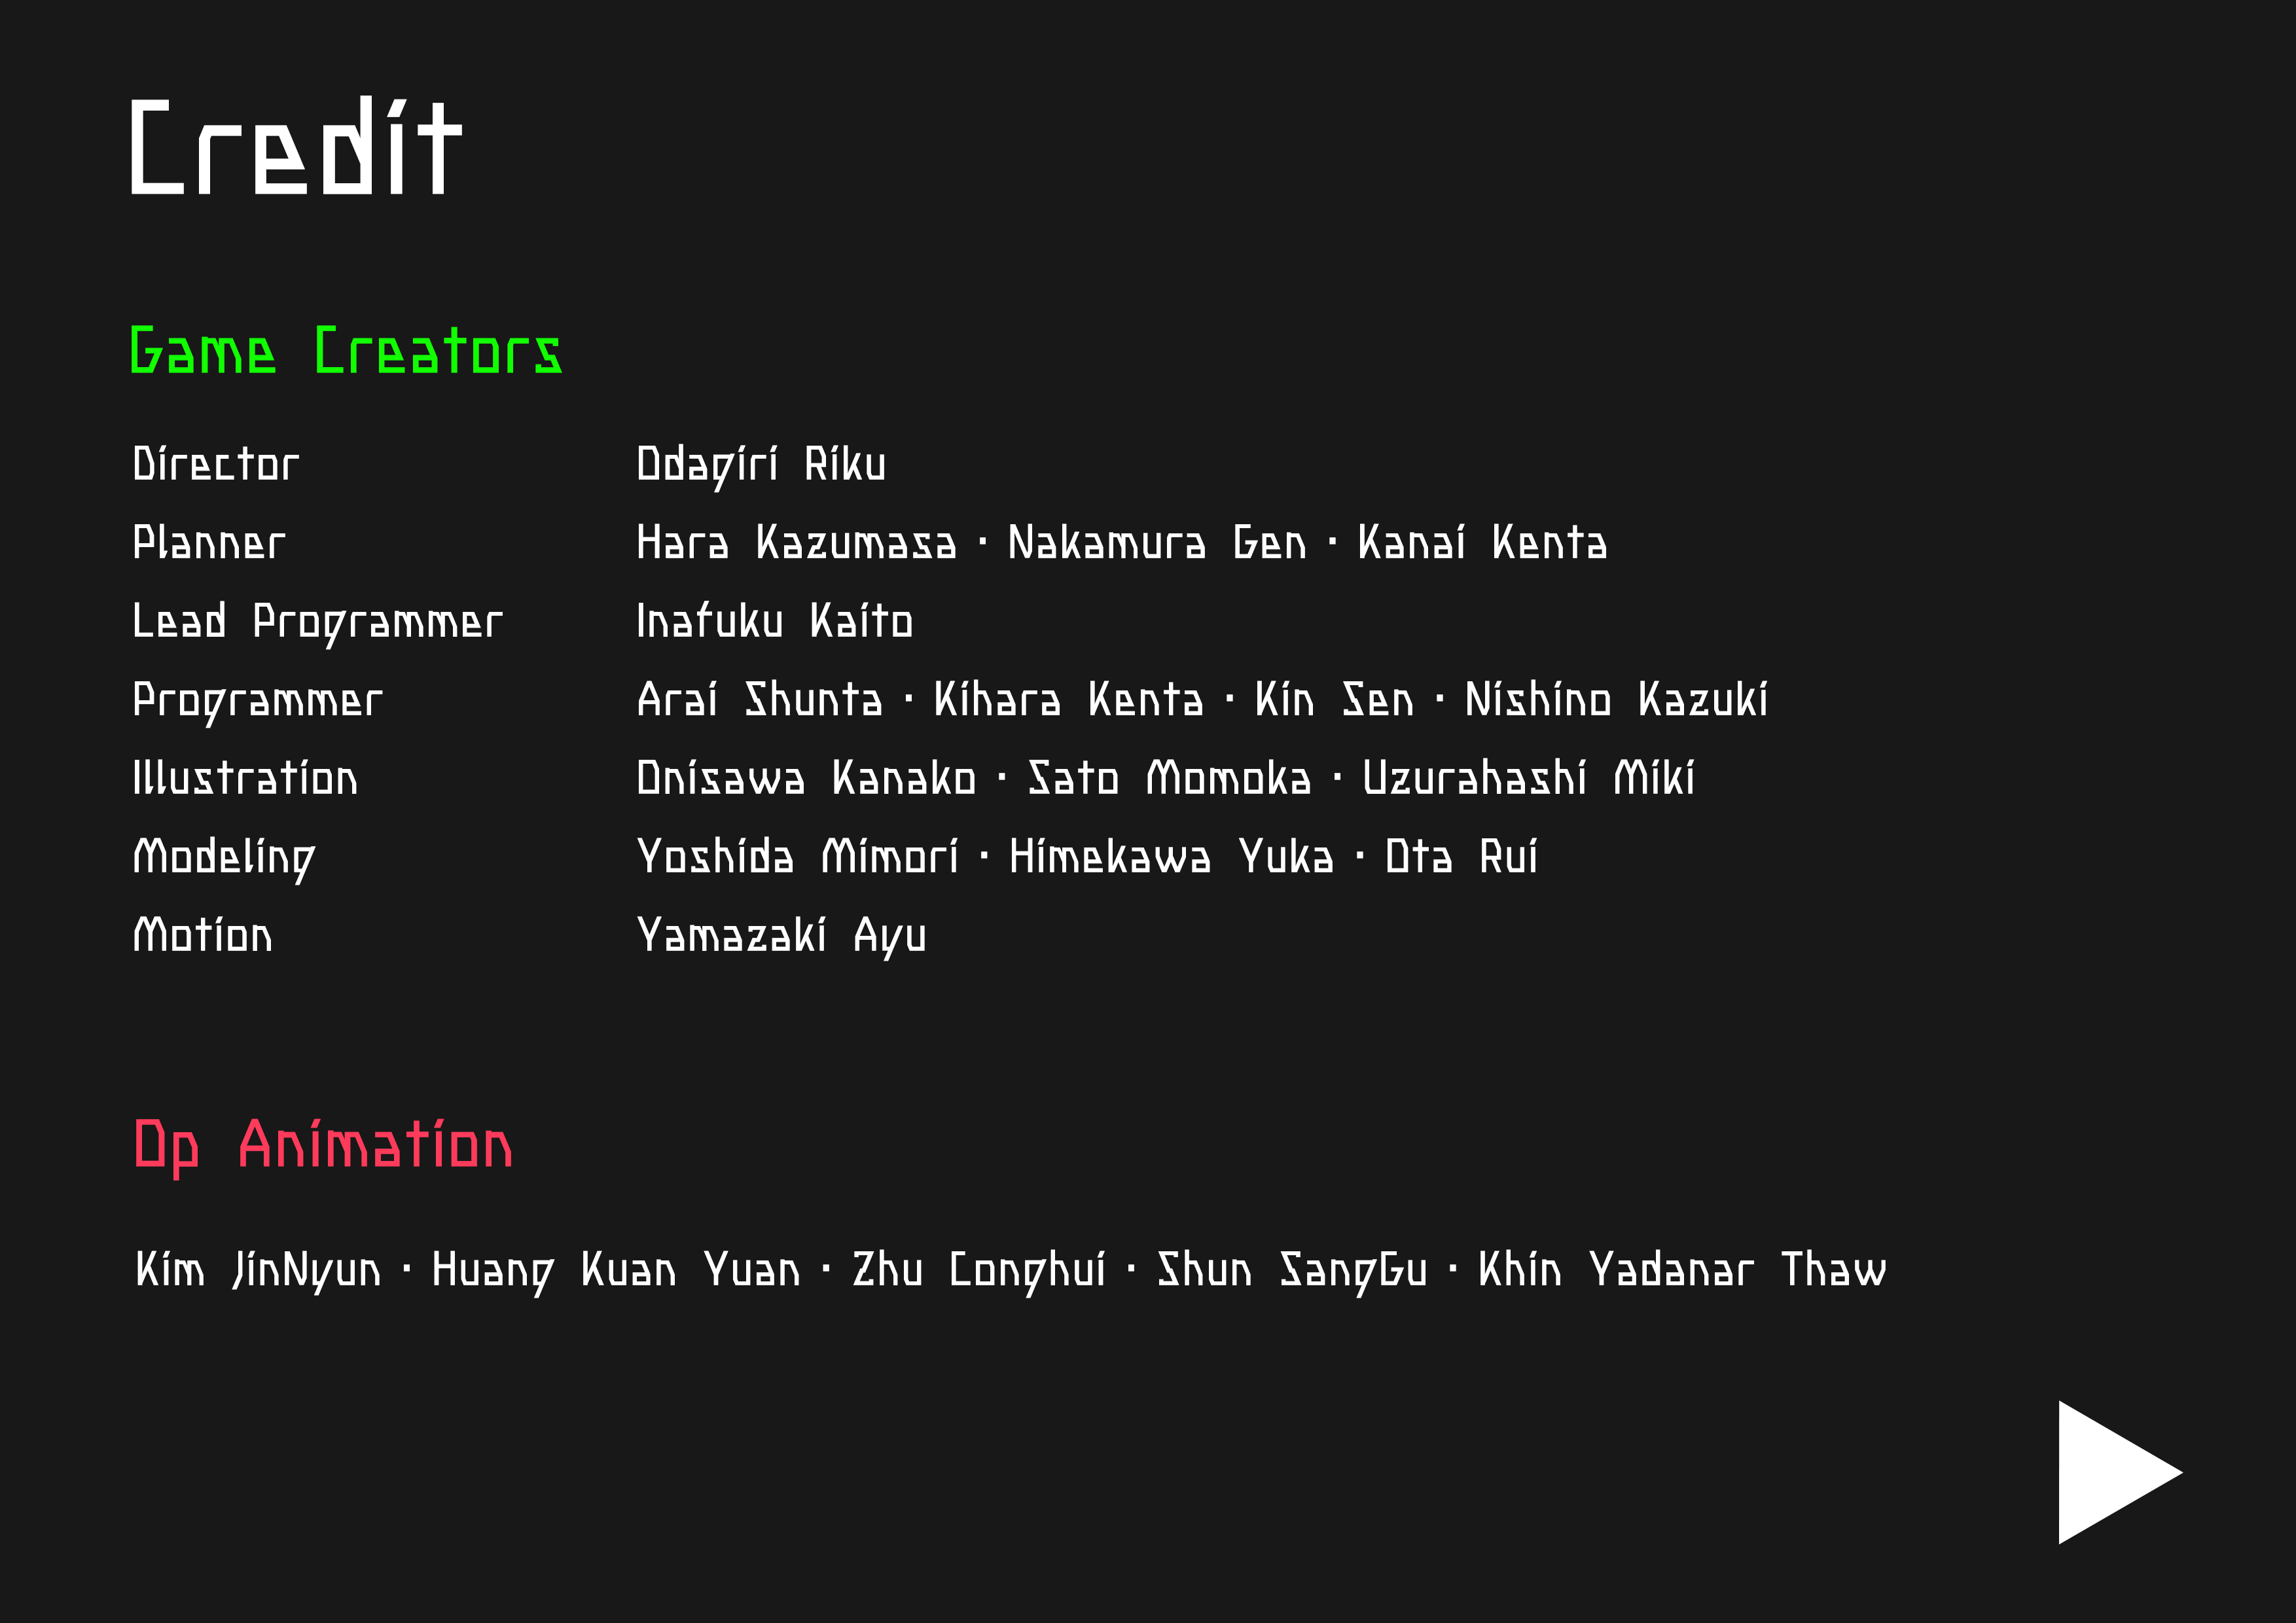 Credit
Game Creators
Director Odagiri Riku
Planner Hara Kazumasa · Nakamura Gen · Kanai Kenta
Lead Programmer Inafuku Kaito
Programmer Arai Shunta · Kihara Kenta · Kin Sen · Nishino Kazuki
Illustration Onisawa Kanako · Sato Momoka · Uzurahashi Miki
Modeling Yoshida Minori · Himekawa Yuka · Ota Rui
Motion Yamazaki Ayu
Op Animation
Kim JinNyun · Huang Kuan Yuan · Zhu Conghui · Shun SangGu · Khin Yadanar Thaw